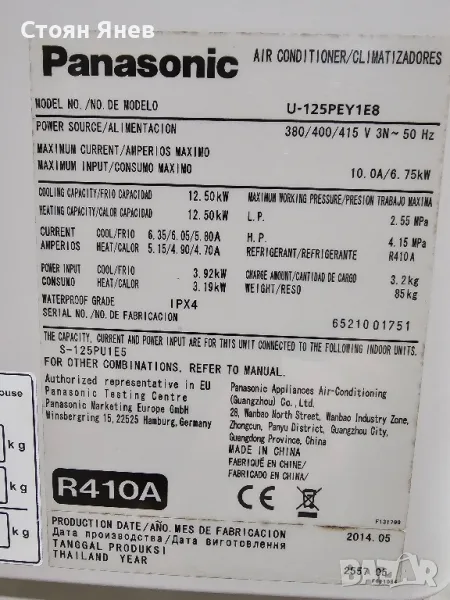 Стоян Янев
Panasonic AIR CONDITIONER/CLIMATIZADORES
MODEL NO./NO. DE MODELO U-125PEY1E8
POWER SOURCE/ALIMENTACION 380/400/415 V 3N~ 50 Hz
MAXIMUM CURRENT/AMPERIOS MAXIMO
MAXIMUM INPUT/CONSUMO MAXIMO 10.0A/6.75kW
COOLING CAPACITY/FRIO CAPACIDAD 12.50kW
HEATING CAPACITY/CALOR CAPACIDAD 12.50kW
CURRENT COOL/FRIO 6.35/6.05/5.80A
AMPERIOS HEAT/CALOR 5.15/4.90/4.70A
POWER INPUT COOL/FRIO 3.92kW
CONSUNO HEAT/CALOR 3.19kW
WATERPROOF GRADE IPX4
SERIAL NO./NO. DE FABRICACION 6521001751
MAXIMUM WORKING PRESSURE/PRESION TRABAJO MAXIMA
L.P. 2.55 MPa
H.P. 4.15 MPa
REFRIGERANT/REFRIGERANTE R410A
CHARGE AMOUNT/CANTIDAD DE CARGO 3.2kg
WEIGHT/PESO 85kg
THE CAPACITY, CURRENT AND POWER INPUT ARE FOR THIS UNIT CONNECTED TO THE FOLLOWING INDOOR UNITS.
S-125PU1E5
FOR OTHER COMBINATIONS, REFER TO MANUAL.
Authorized representative in EU
Panasonic Testing Centre
Panasonic Marketing Europe GmbH
Winsbergring 15, 22525 Hamburg, Germany
Panasonic Appliances Air-Conditioning
(Guangzhou) Co., Ltd.
28, Wanbao North Street, Wanbao Industry Zone,
Zhongcun, Panyu District, Guangzhou City,
Guangdong Province, China
MADE IN CHINA
FABRIQUÉ EN CHINE/
FABRICADO EN CHINA/
ouse
kg
kg
kg
R410A
CE
F131790
PRODUCTION DATE/AÑO. MES DE FABRICACION 2014.05
Дата производства/Дата виготовлення
TANGGAL PRODUKSI
THAILAND YEAR 2557.05
bazar